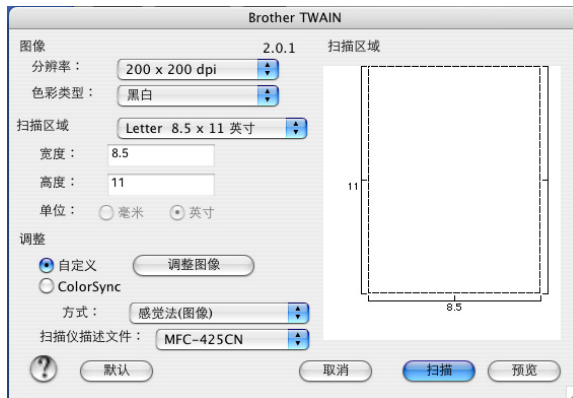 Brother TWAIN
图像 2.0.1
分辨率： 200 x 200 dpi
色彩类型： 黑白
扫描区域 Letter 8.5 x 11 英寸
宽度： 8.5
高度： 11
单位： 毫米 英寸
调整
自定义 调整图像
ColorSync
方式： 感觉法(图像)
扫描仪描述文件： MFC-425CN
? 默认
扫描区域
11
8.5
取消 扫描 预览